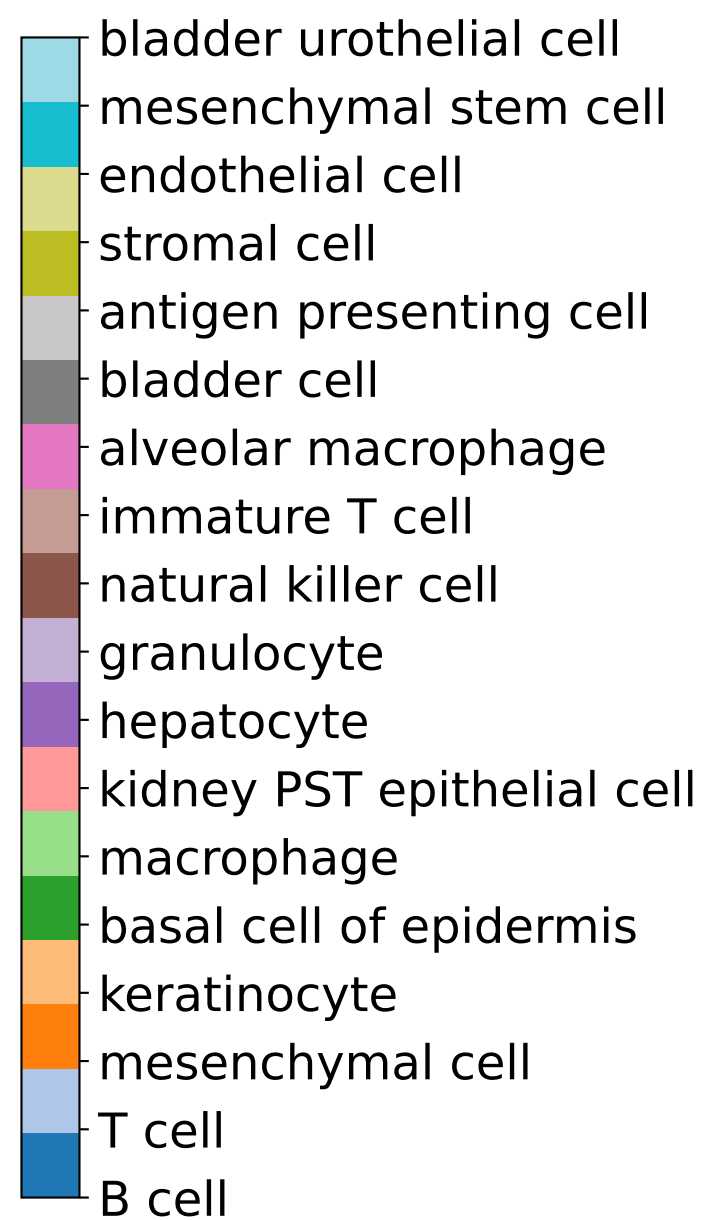 bladder urothelial cell
mesenchymal stem cell
endothelial cell
stromal cell
antigen presenting cell
bladder cell
alveolar macrophage
immature T cell
natural killer cell
granulocyte
hepatocyte
kidney PST epithelial cell
macrophage
basal cell of epidermis
keratinocyte
mesenchymal cell
T cell
B cell